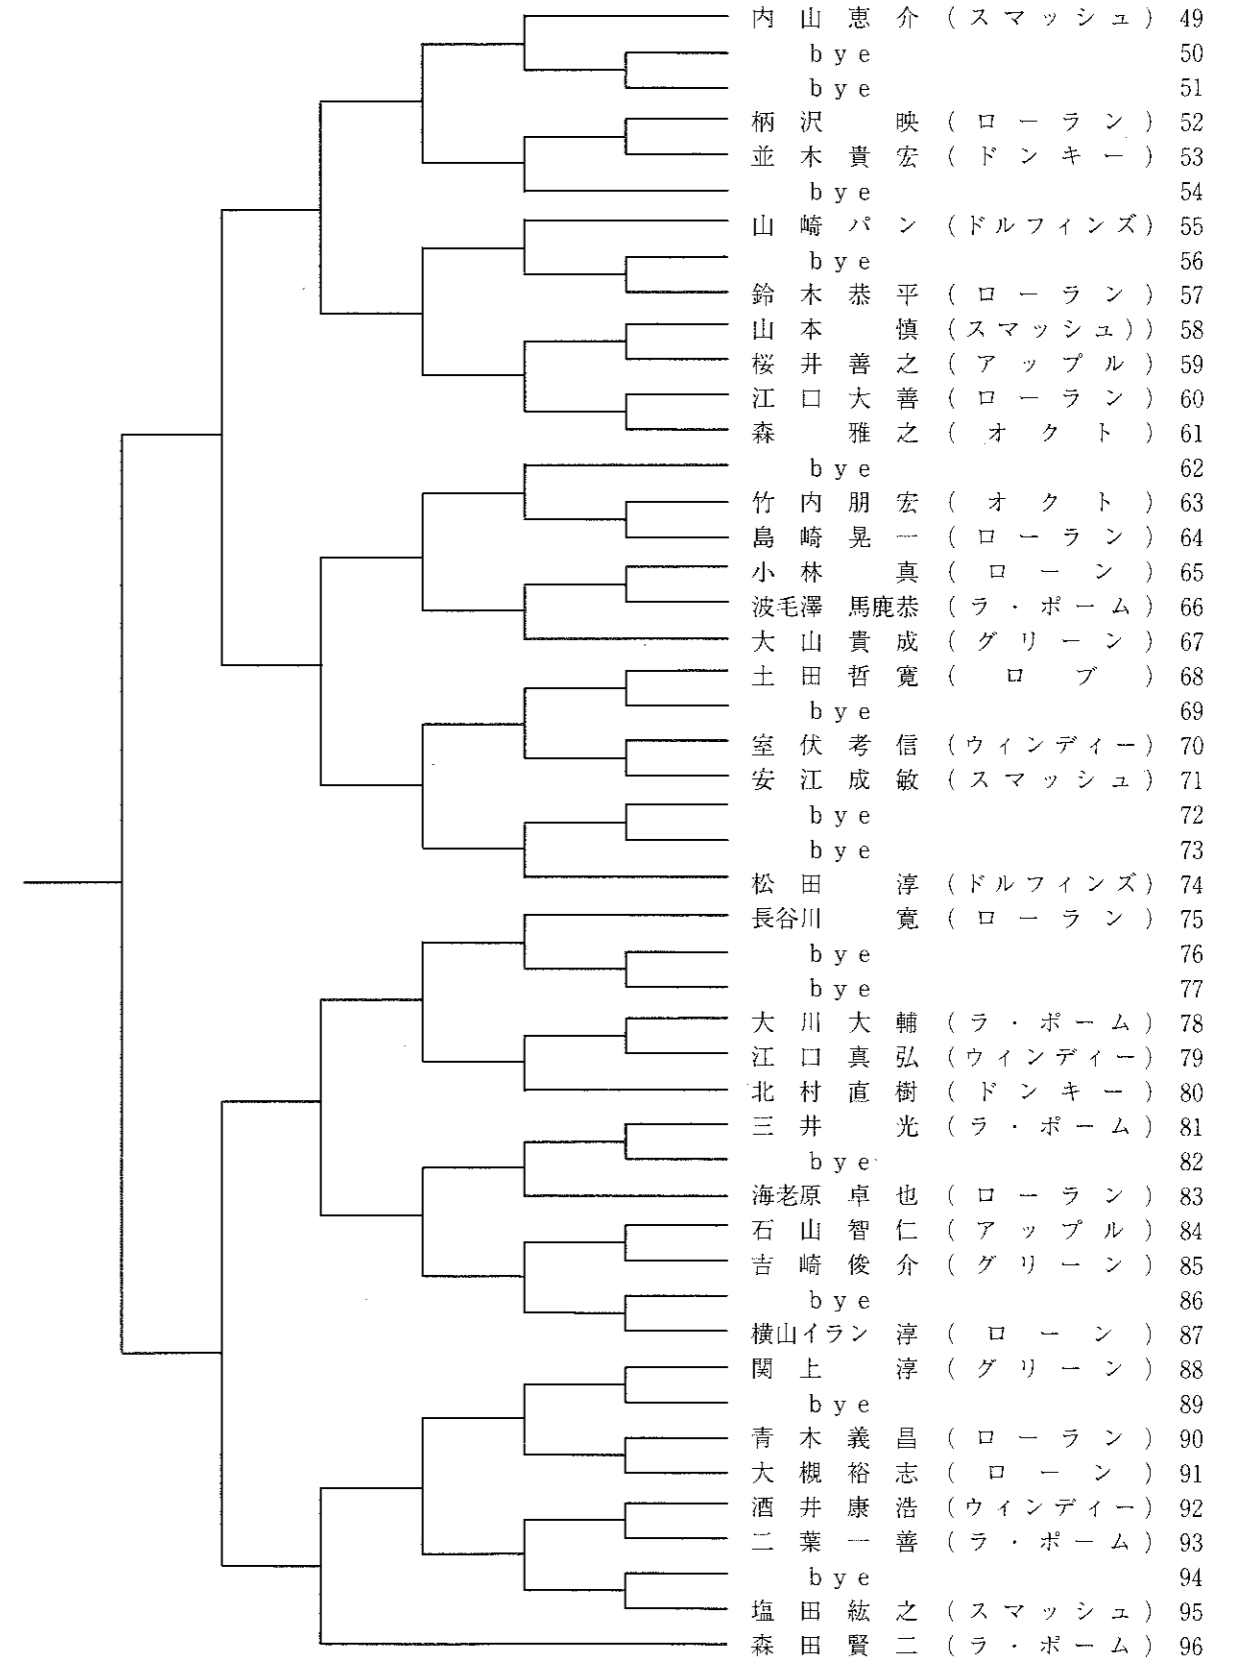 内山恵介（スマッシュ）49
bye 50
bye 51
柄沢 映（ローラン）52
並木貴宏（ドンキー）53
bye 54
山崎パン（ドルフィンズ）55
bye 56
鈴木恭平（ローラン）57
山本 慎（スマッシュ)）58
桜井善之（アップル）59
江口大善（ローラン）60
森 雅之（オクト）61
bye 62
竹内朋宏（オクト）63
島崎晃一（ローラン）64
小林 真（ローン）65
波毛澤 馬鹿恭（ラ・ポーム）66
大山貴成（グリーン）67
土田哲寛（ロブ）68
bye 69
室伏考信（ウィンディー）70
安江成敏（スマッシュ）71
bye 72
bye 73
松田 淳（ドルフィンズ）74
長谷川 寛（ローラン）75
bye 76
bye 77
大川大輔（ラ・ポーム）78
江口真弘（ウィンディー）79
北村直樹（ドンキー）80
三井 光（ラ・ポーム）81
bye 82
海老原卓也（ローラン）83
石山智仁（アップル）84
吉崎俊介（グリーン）85
bye 86
横山イラン淳（ローン）87
関上 淳（グリーン）88
bye 89
青木義昌（ローラン）90
大槻裕志（ローン）91
酒井康浩（ウィンディー）92
二葉一善（ラ・ポーム）93
bye 94
塩田紘之（スマッシュ）95
森田賢二（ラ・ポーム）96